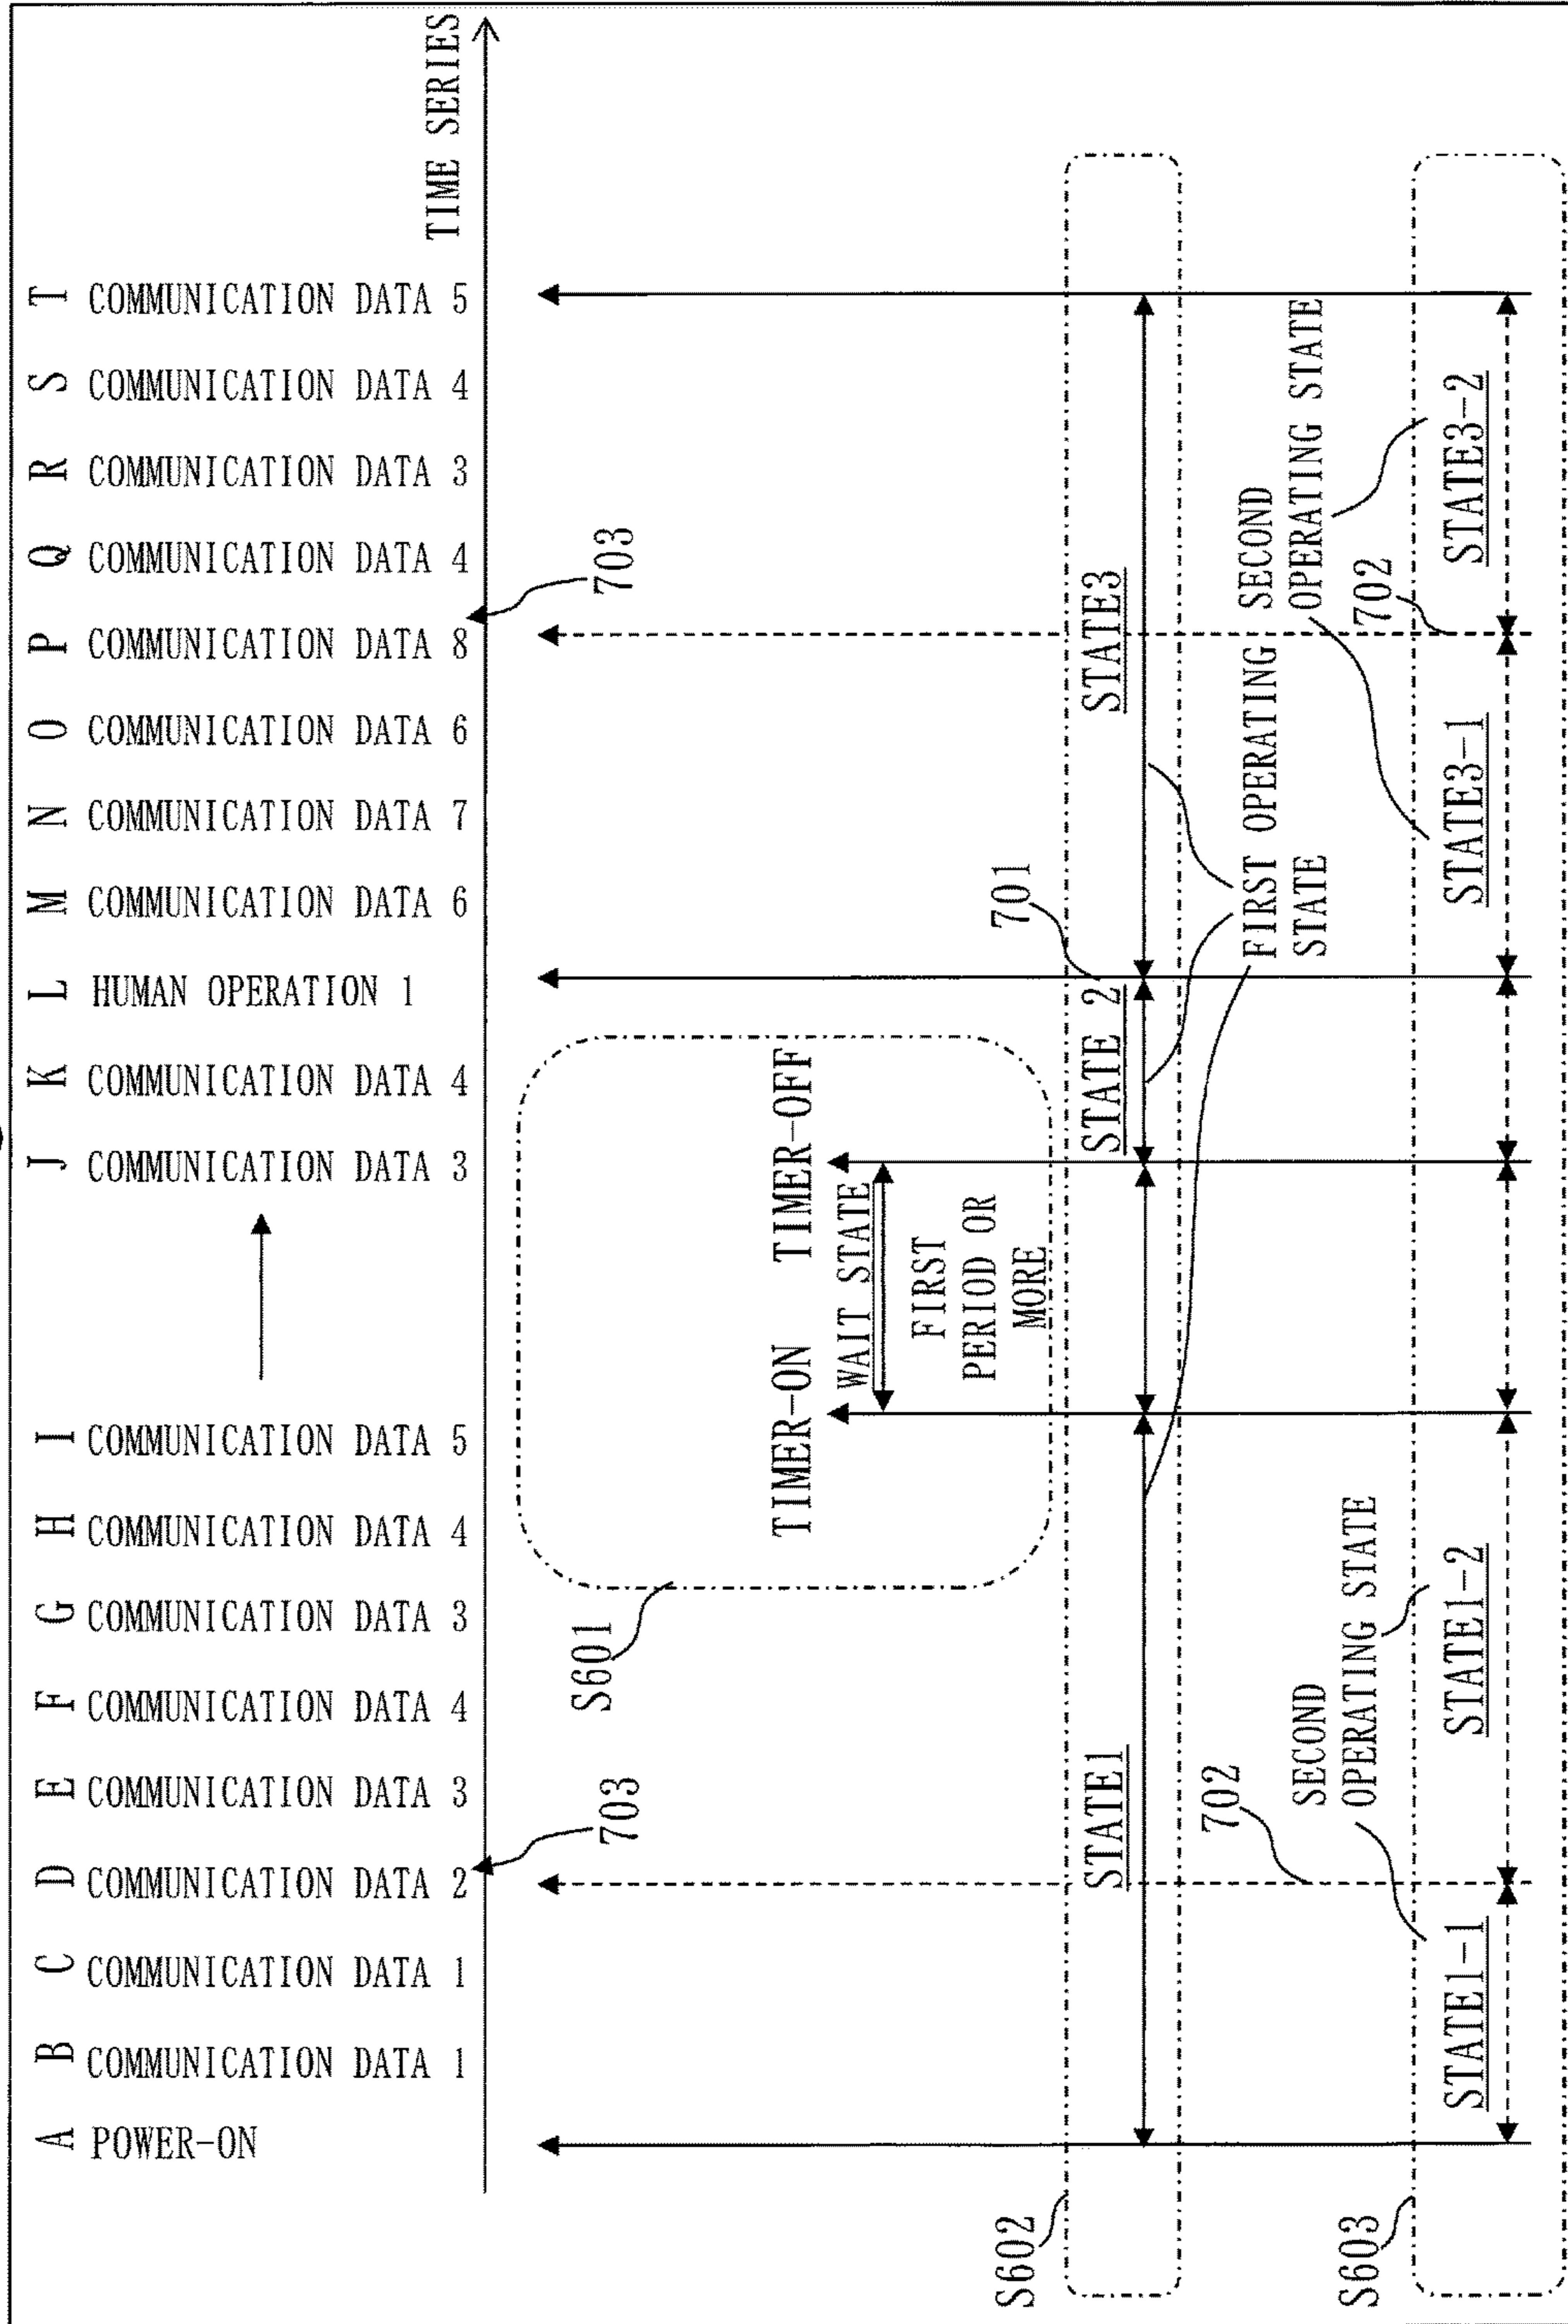 A POWER-ON
B COMMUNICATION DATA 1
C COMMUNICATION DATA 1
D COMMUNICATION DATA 2
E COMMUNICATION DATA 3
F COMMUNICATION DATA 4
G COMMUNICATION DATA 3
H COMMUNICATION DATA 4
I COMMUNICATION DATA 5
J COMMUNICATION DATA 3
K COMMUNICATION DATA 4
L HUMAN OPERATION 1
M COMMUNICATION DATA 6
N COMMUNICATION DATA 7
O COMMUNICATION DATA 6
P COMMUNICATION DATA 8
Q COMMUNICATION DATA 4
R COMMUNICATION DATA 3
S COMMUNICATION DATA 4
T COMMUNICATION DATA 5
TIME SERIES
703
703
S601
TIMER-ON
TIMER-OFF
WAIT STATE
FIRST
PERIOD OR
MORE
701
S602
STATE1
STATE 2
STATE3
702
FIRST OPERATING
STATE
SECOND
OPERATING STATE
SECOND
OPERATING STATE
702
S603
STATE1-1
STATE1-2
STATE3-1
STATE3-2